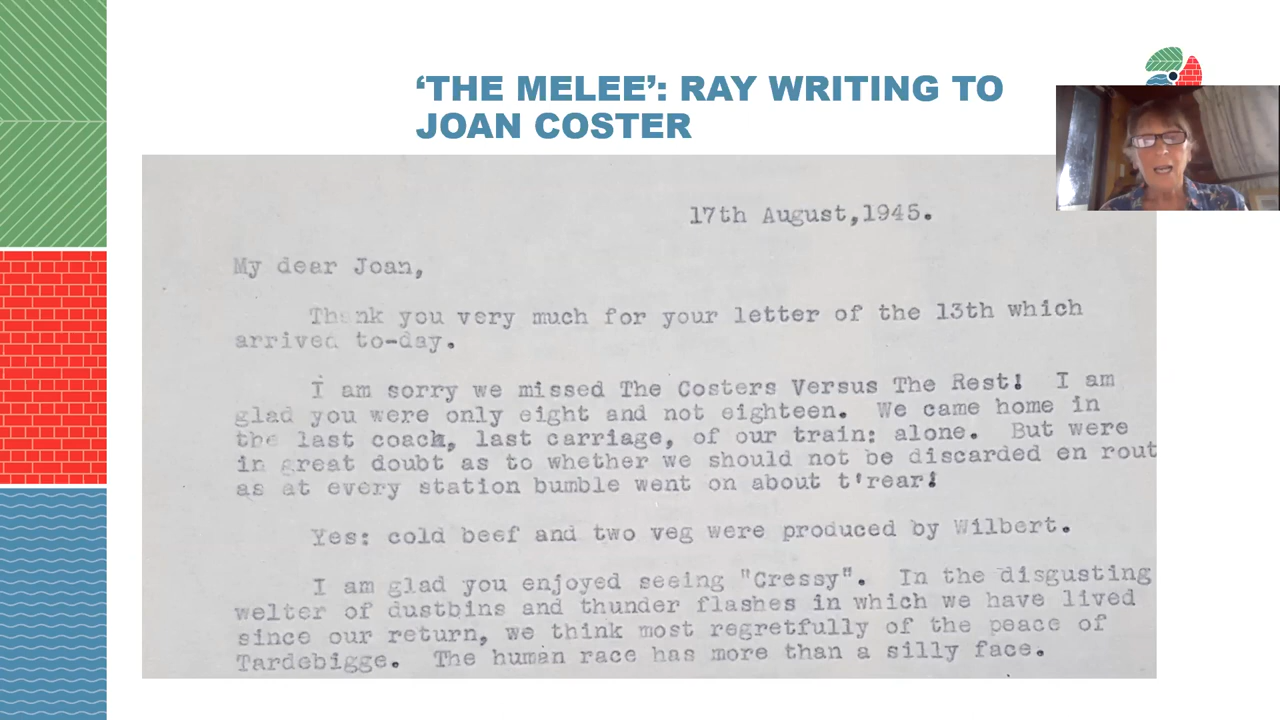 ‘THE MELEE’: RAY WRITING TO
JOAN COSTER
17th August,1945.
My dear Joan,
Thank you very much for your letter of the 13th which
arrived to-day.
I am sorry we missed The Costers Versus The Rest! I am
glad you were only eight and not eighteen. We came home in
the last coach, last carriage, of our train: alone. But were
in great doubt as to whether we should not be discarded en rout
as at every station bumble went on about t'rear!
Yes: cold beef and two veg were produced by Wilbert.
I am glad you enjoyed seeing "Cressy". In the disgusting
welter of dustbins and thunder flashes in which we have lived
since our return, we think most regretfully of the peace of
Tardebigge. The human race has more than a silly face.